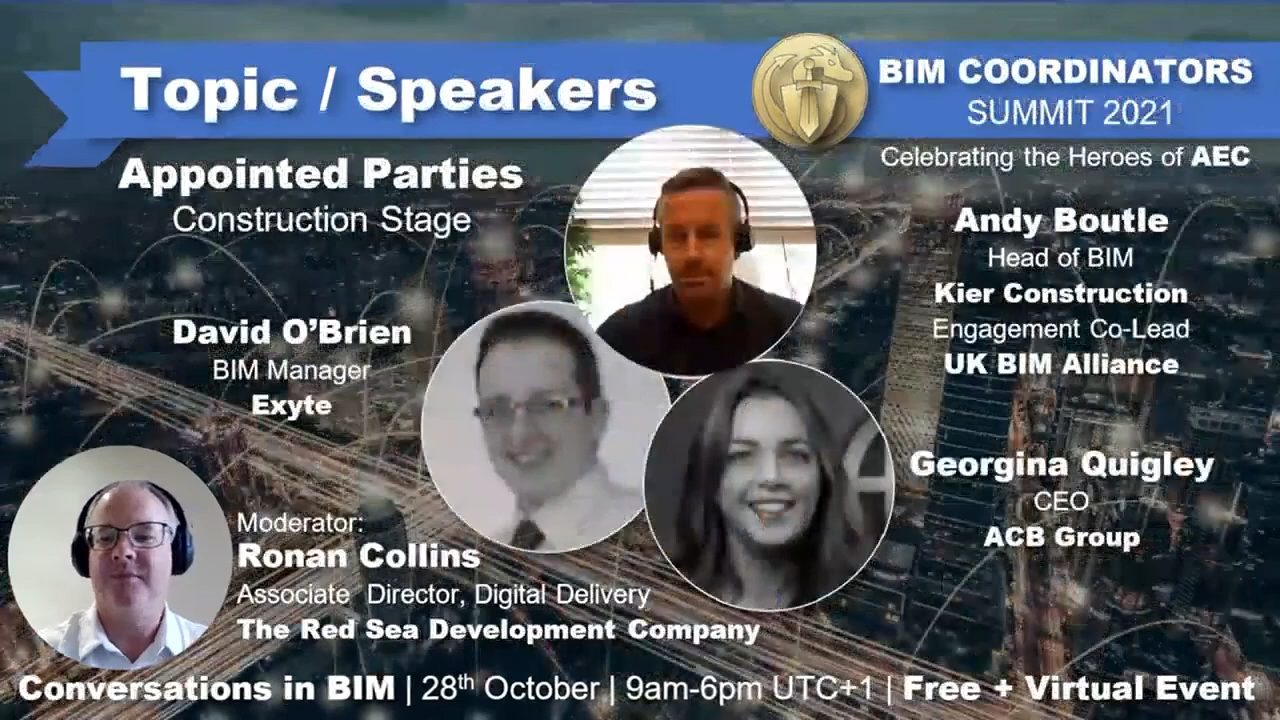 Topic / Speakers
BIM COORDINATORS
SUMMIT 2021
Celebrating the Heroes of AEC
Appointed Parties
Construction Stage
Andy Boutle
Head of BIM
Kier Construction
Engagement Co-Lead
UK BIM Alliance
David O’Brien
BIM Manager
Exyte
Georgina Quigley
CEO
ACB Group
Moderator:
Ronan Collins
Associate Director, Digital Delivery
The Red Sea Development Company
Conversations in BIM | 28th October | 9am-6pm UTC+1 | Free + Virtual Event